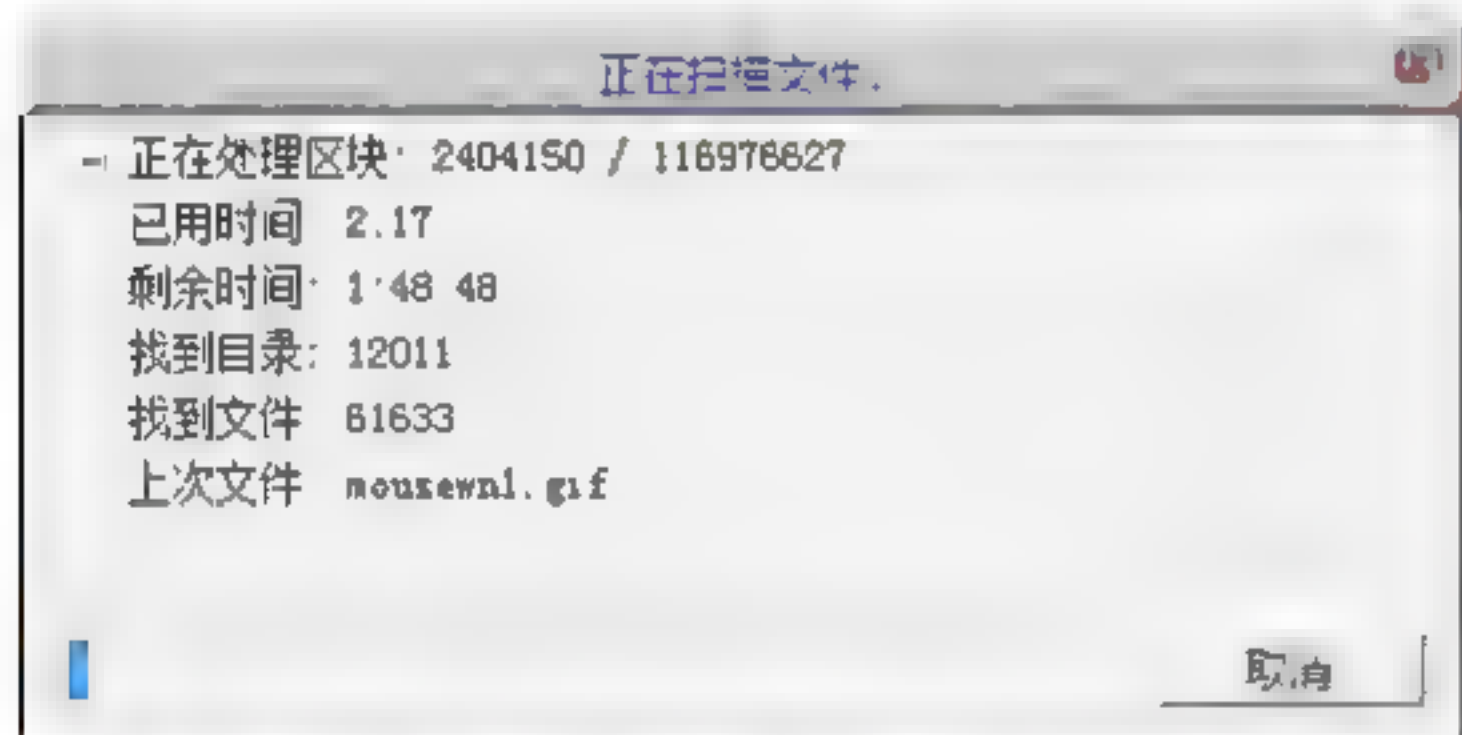 正在扫描文件.
正在处理区块: 2404150 / 116976627
已用时间 2.17
剩余时间: 1:48 48
找到目录: 12011
找到文件 61633
上次文件 mousewnl.gif
取消